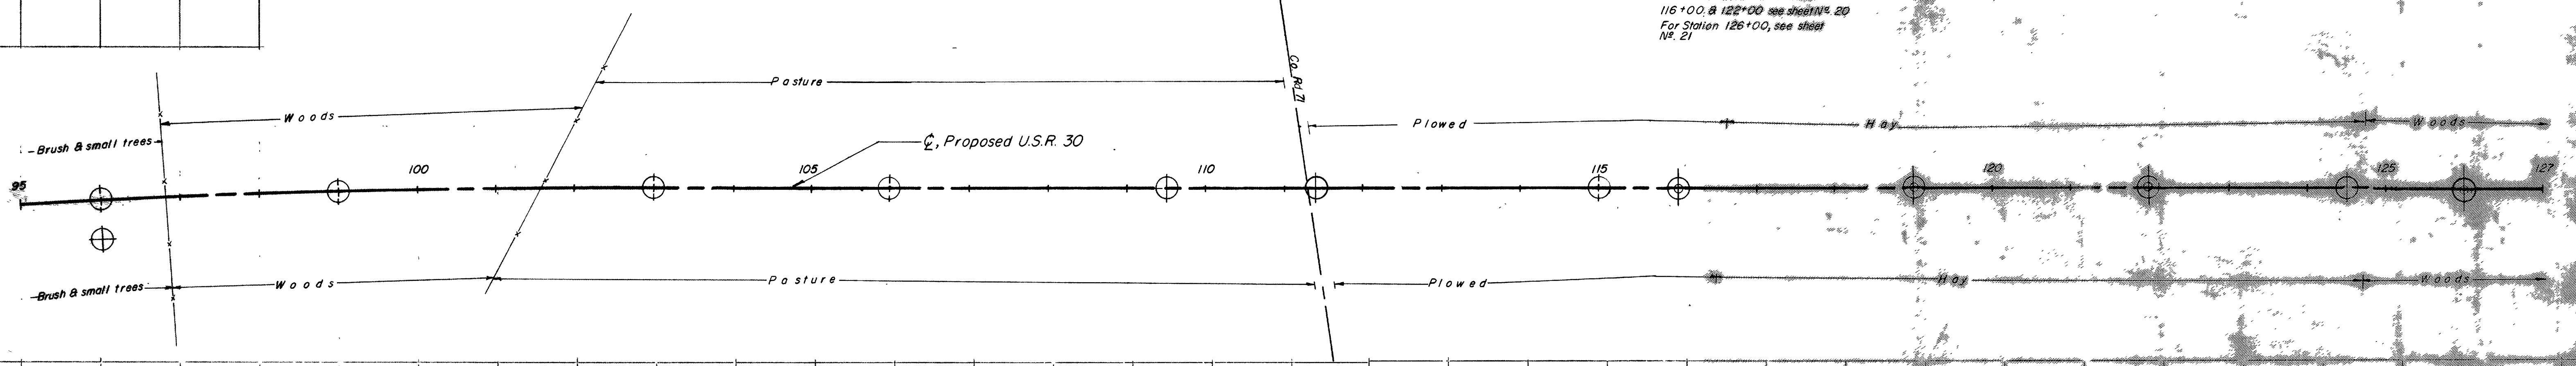 116+00 & 122+00 see sheet Nº. 20
For Station 126+00, see sheet
Nº. 21
Co. Rd. 71
Pasture
Woods
Plowed
Hay
Woods
Brush & small trees
℄, Proposed U.S.R. 30
95
100
105
110
115
120
125
127
Brush & small trees
Woods
Pasture
Plowed
Hay
Woods